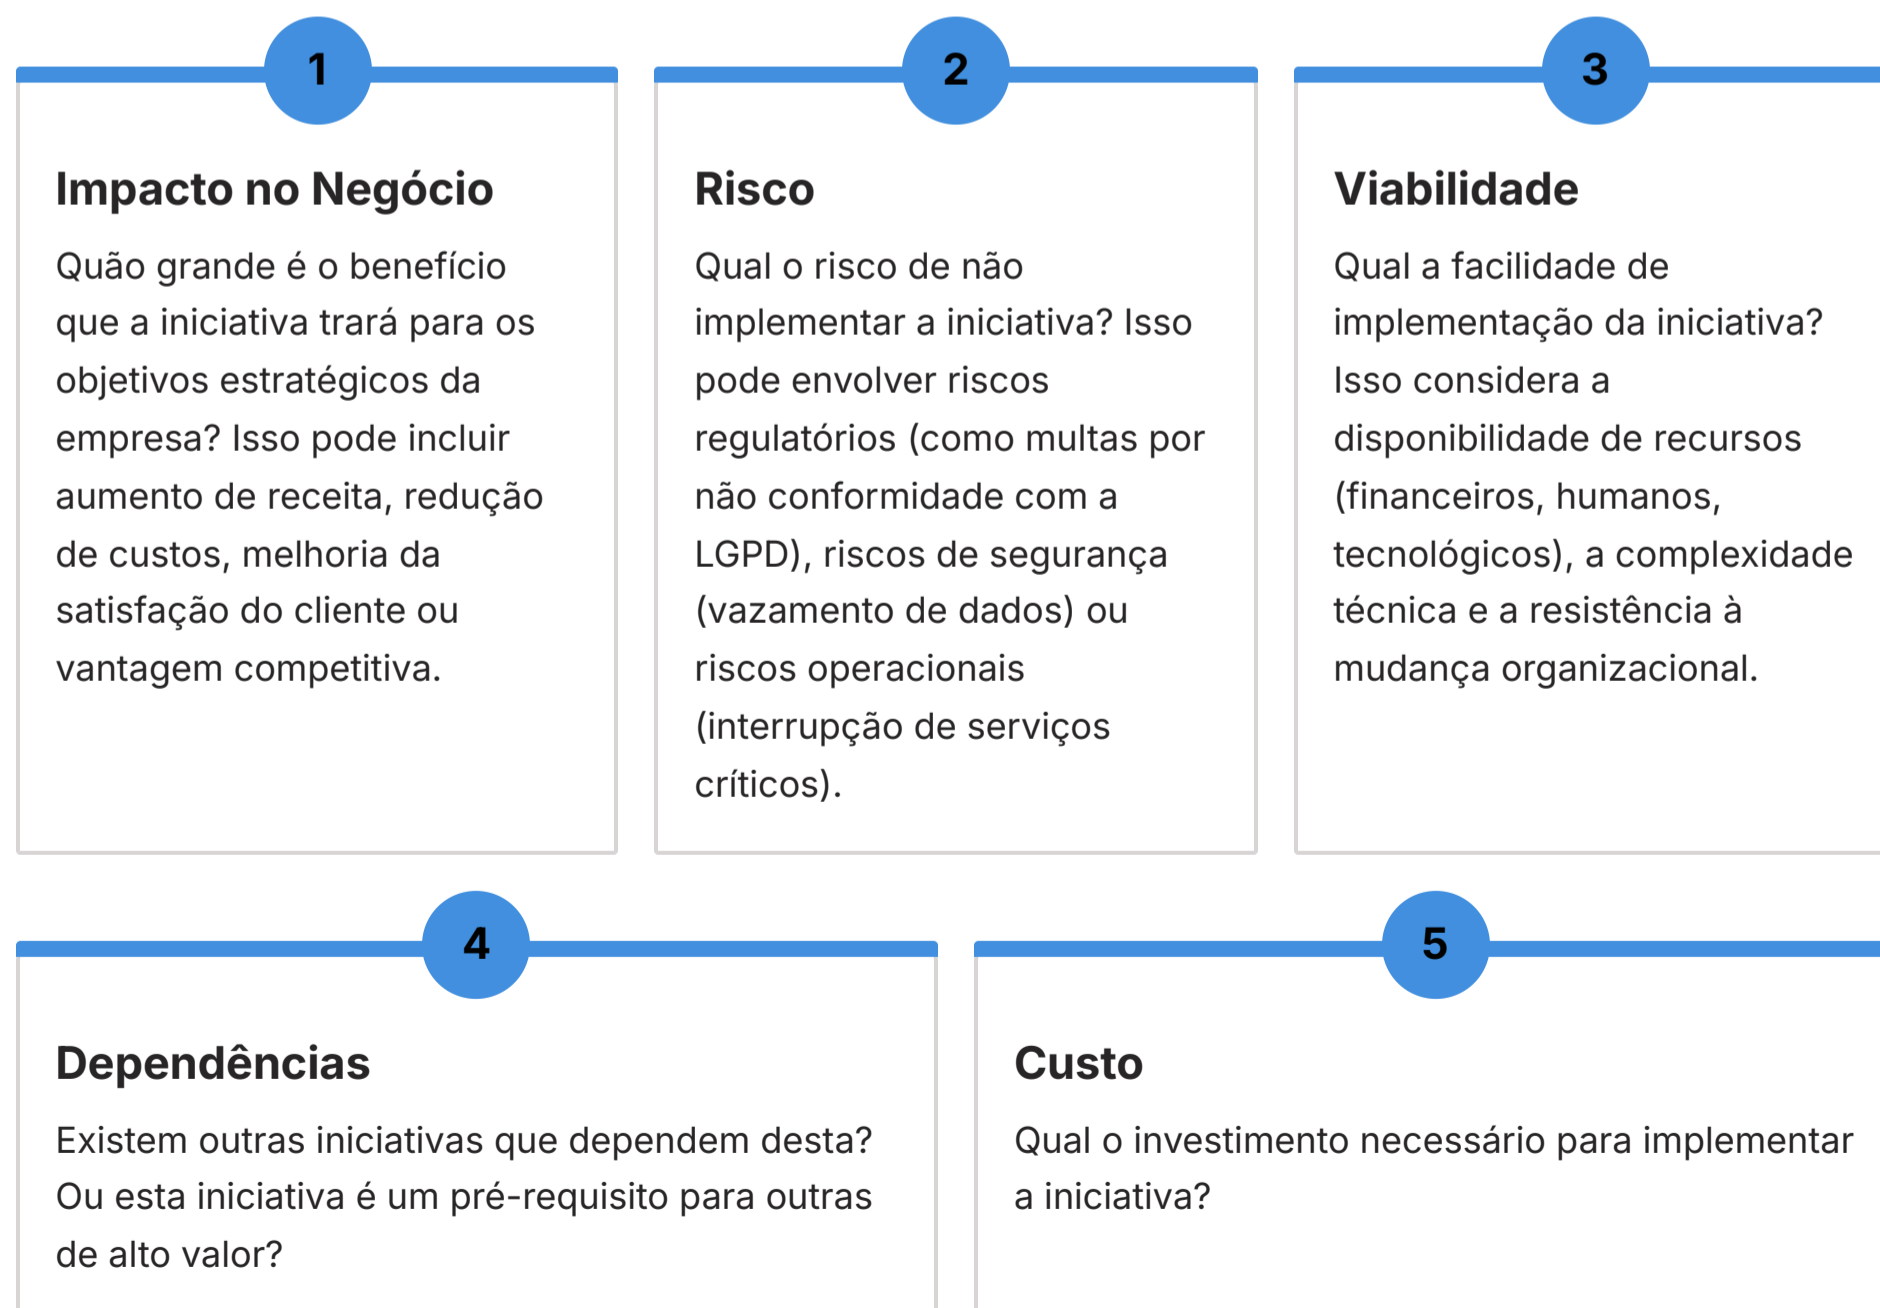 1
Impacto no Negócio
Quão grande é o benefício
que a iniciativa trará para os
objetivos estratégicos da
empresa? Isso pode incluir
aumento de receita, redução
de custos, melhoria da
satisfação do cliente ou
vantagem competitiva.
2
Risco
Qual o risco de não
implementar a iniciativa? Isso
pode envolver riscos
regulatórios (como multas por
não conformidade com a
LGPD), riscos de segurança
(vazamento de dados) ou
riscos operacionais
(interrupção de serviços
críticos).
3
Viabilidade
Qual a facilidade de
implementação da iniciativa?
Isso considera a
disponibilidade de recursos
(financeiros, humanos,
tecnológicos), a complexidade
técnica e a resistência à
mudança organizacional.
4
Dependências
Existem outras iniciativas que dependem desta?
Ou esta iniciativa é um pré-requisito para outras
de alto valor?
5
Custo
Qual o investimento necessário para implementar
a iniciativa?